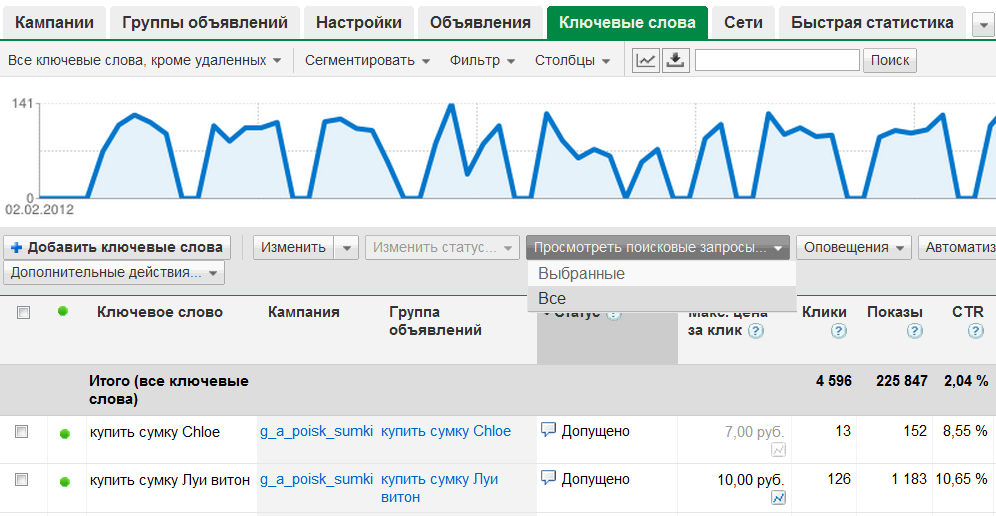 Кампании Группы объявлений Настройки Объявления Ключевые слова Сети Быстрая статистика
Все ключевые слова, кроме удаленных Сегментировать Фильтр Столбцы Поиск
141
0
02.02.2012
Добавить ключевые слова Изменить Изменить статус... Просмотреть поисковые запросы... Оповещения Автоматиз
Дополнительные действия... Выбранные
Все
Ключевое слово Кампания Группа объявлений Статус ? Макс. цена за клик ? Клики ? Показы ? CTR ?
Итого (все ключевые слова) 4 596 225 847 2,04 %
купить сумку Chloe g_a_poisk_sumki купить сумку Chloe Допущено 7,00 руб. 13 152 8,55 %
купить сумку Луи витон g_a_poisk_sumki купить сумку Луи витон Допущено 10,00 руб. 126 1 183 10,65 %